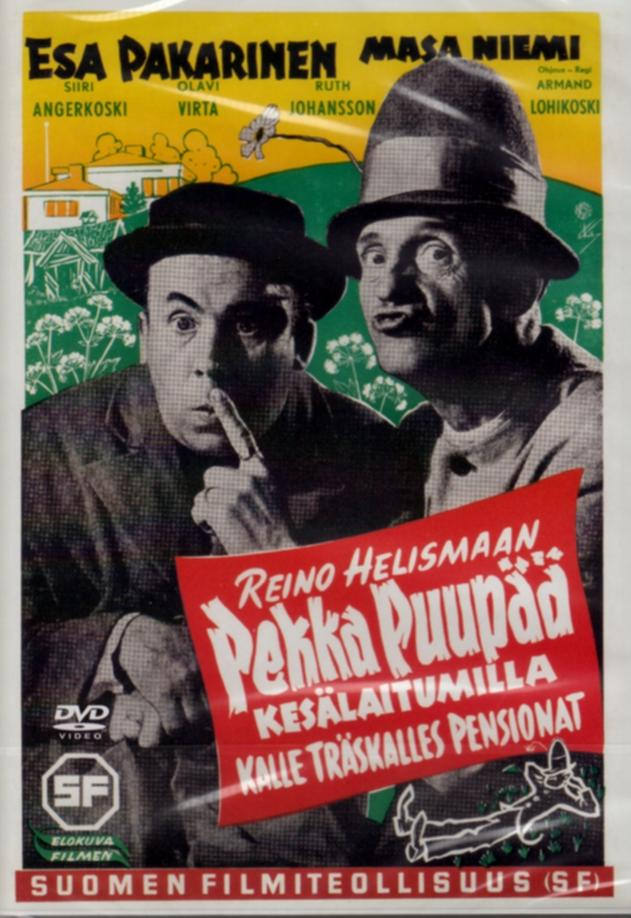 ESA PAKARINEN MASA NIEMI
SIIRI ANGERKOSKI
OLAVI VIRTA
RUTH JOHANSSON
Ohjaus – Regi
ARMAND LOHIKOSKI
REINO HELISMAAN
PEKKA PUUPÄÄ
KESÄLAITUMILLA
KALLE TRÄSKALLES PENSIONAT
DVD
VIDEO
SF
ELOKUVA
FILMEN
SUOMEN FILMITEOLLISUUS (SF)